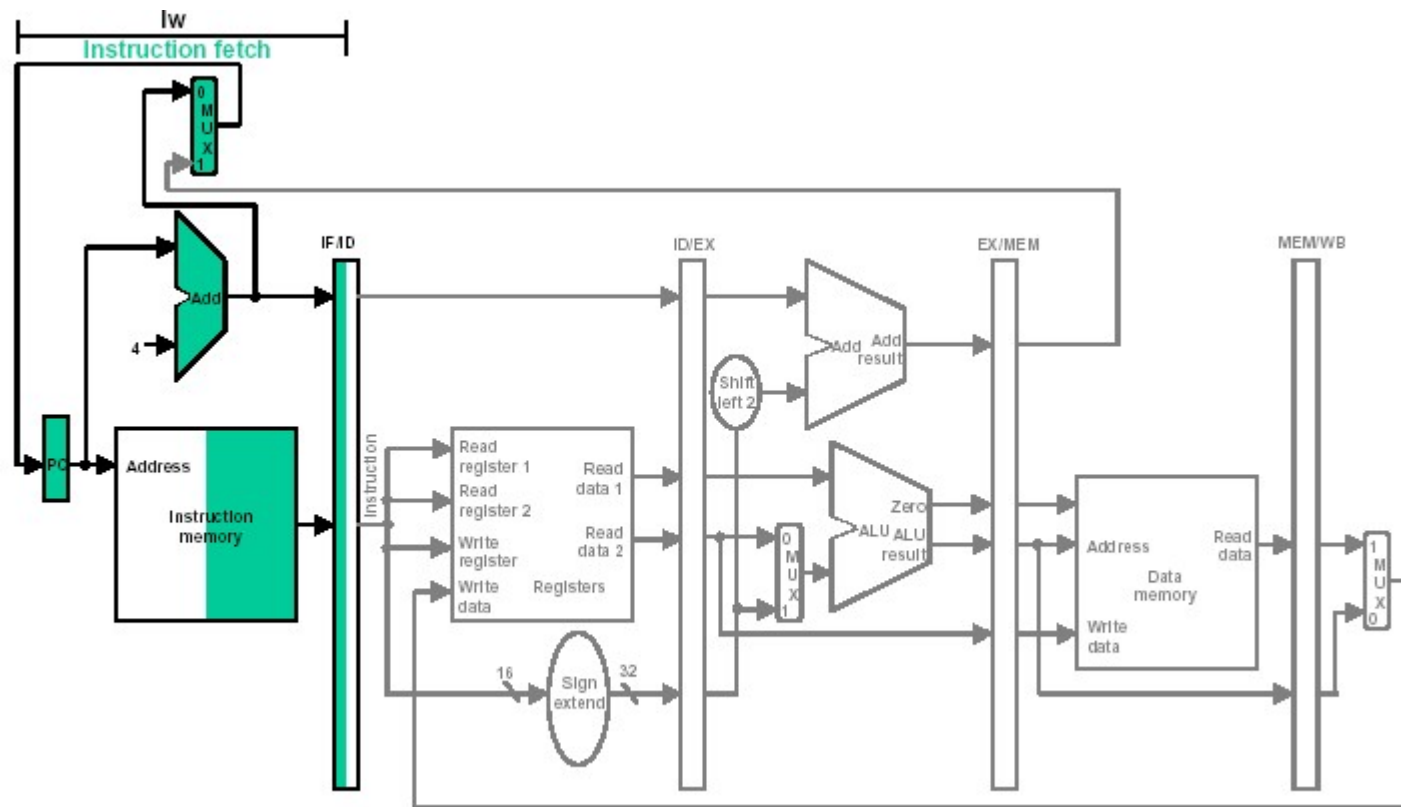 lw
Instruction fetch
0
M
U
X
1
IF/ID
ID/EX
EX/MEM
MEM/WB
Add
4
Add
Add
result
Shift
left 2
PC
Address
Instruction
memory
Instruction
Read
register 1
Read
register 2
Write
register
Write
data
Read
data 1
Read
data 2
Registers
16
Sign
extend
32
0
M
U
X
1
Zero
ALU
ALU
result
Address
Write
data
Read
data
Data
memory
1
M
U
X
0